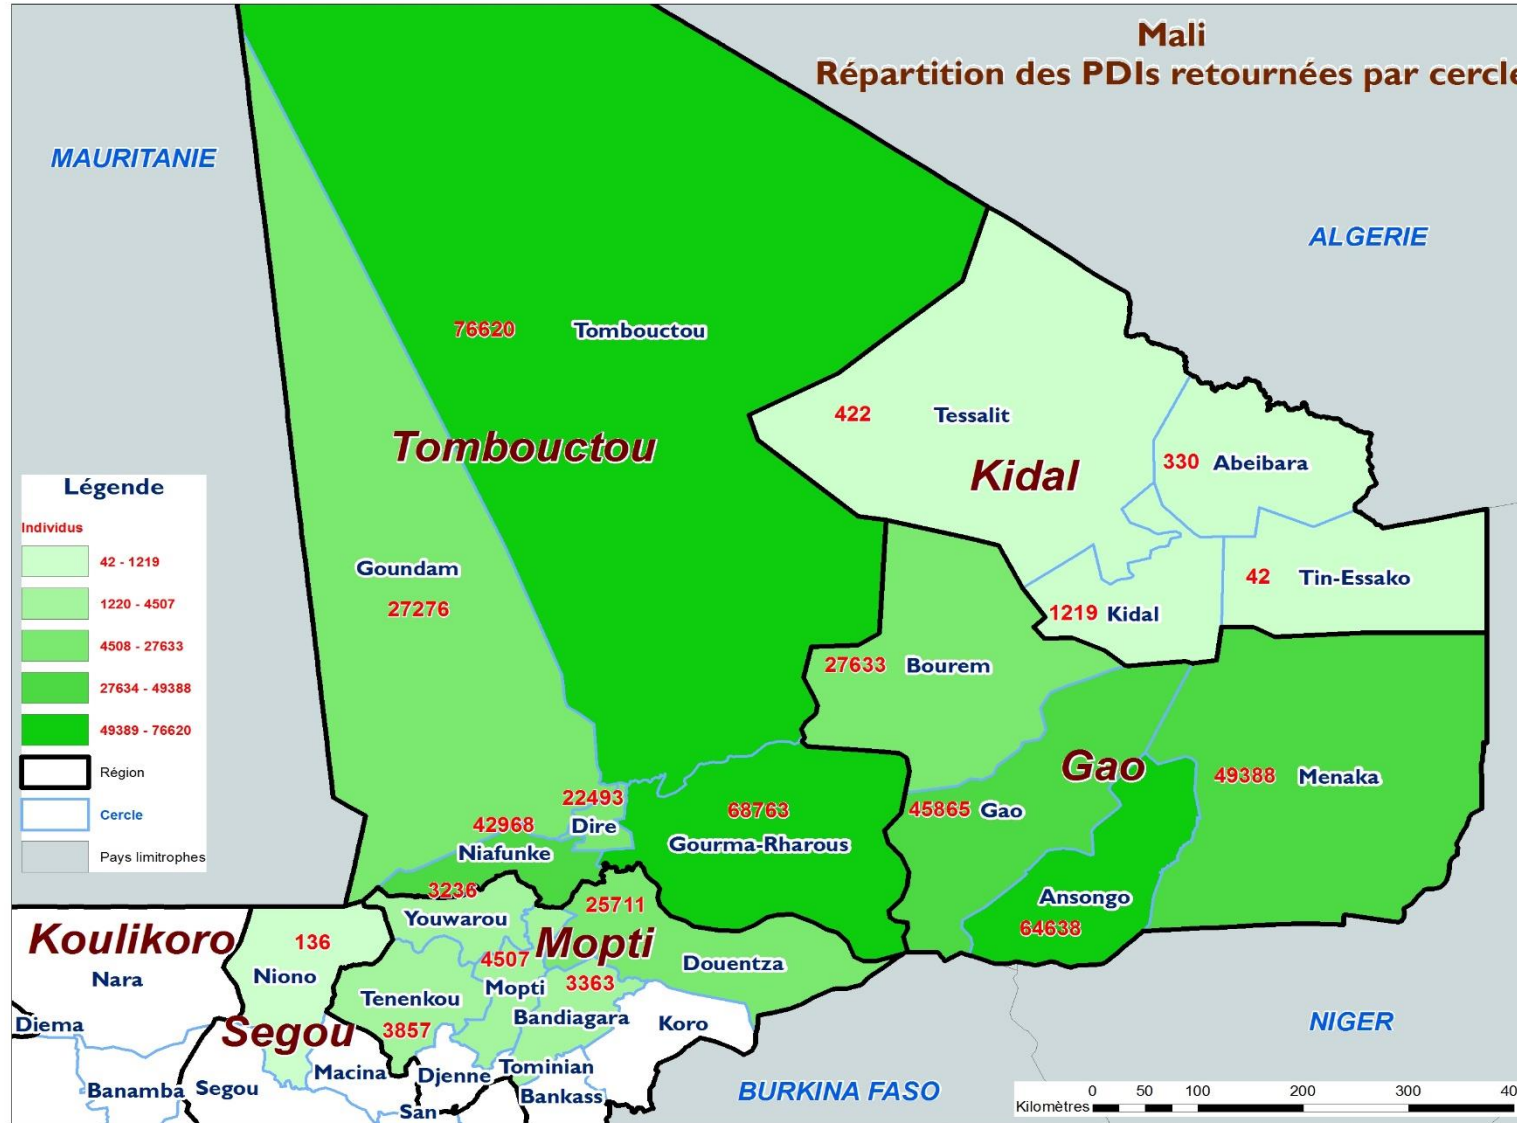 Mali
Répartition des PDIs retournées par cercle
MAURITANIE
ALGERIE
76620 Tombouctou
422 Tessalit
Tombouctou
Kidal
330 Abeibara
Légende
Individus
42 - 1219
1220 - 4507
4508 - 27633
27634 - 49388
49389 - 76620
Région
Cercle
Pays limitrophes
Goundam
27276
42 Tin-Essako
1219 Kidal
27633 Bourem
Gao
49388 Menaka
22493
Dire
42968
Niafunke
68763
Gourma-Rharous
45865 Gao
Ansongo
64638
3236
Youwarou
25711
Mopti
Douentza
Koulikoro
Nara
136
Niono
4507
Mopti
3363
Bandiagara
Tenenkou
3857
Koro
Segou
Diema
NIGER
Banamba
Segou
Macina
Djenne
Tominian
Bankass
San
BURKINA FASO
Kilomètres 0 50 100 200 300 40